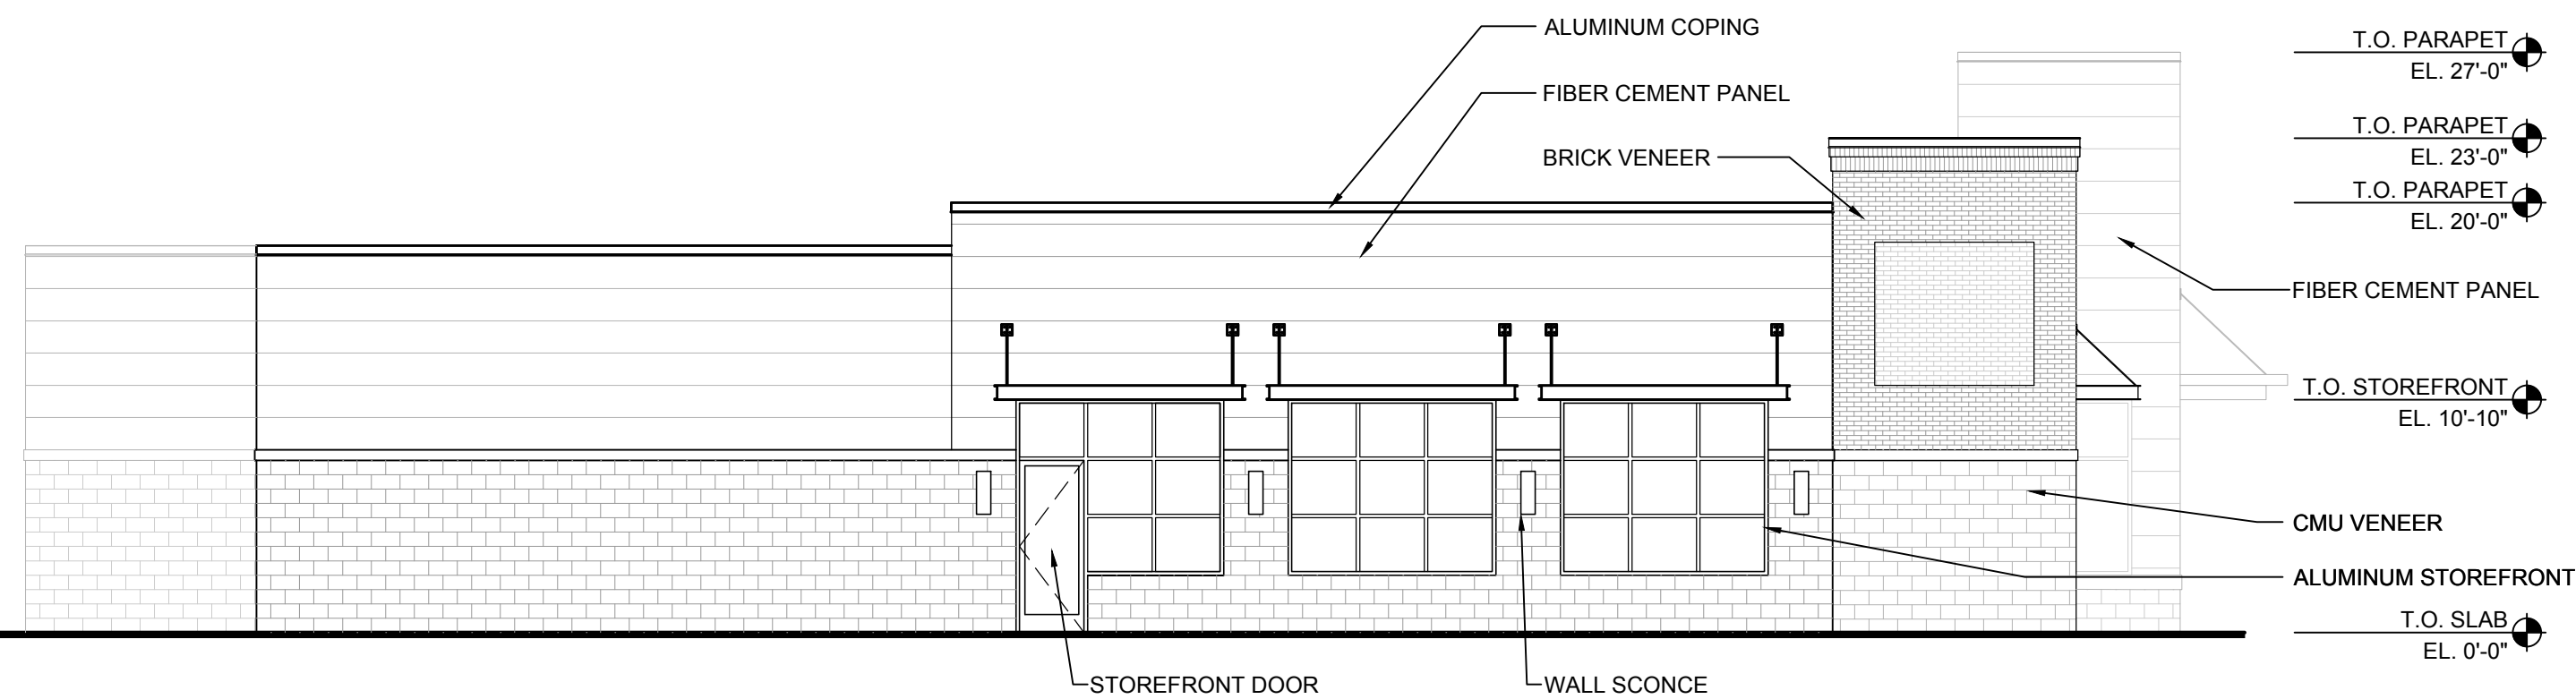 ALUMINUM COPING
T.O. PARAPET
EL. 27'-0"
FIBER CEMENT PANEL
T.O. PARAPET
EL. 23'-0"
BRICK VENEER
T.O. PARAPET
EL. 20'-0"
FIBER CEMENT PANEL
T.O. STOREFRONT
EL. 10'-10"
CMU VENEER
ALUMINUM STOREFRONT
T.O. SLAB
EL. 0'-0"
STOREFRONT DOOR
WALL SCONCE